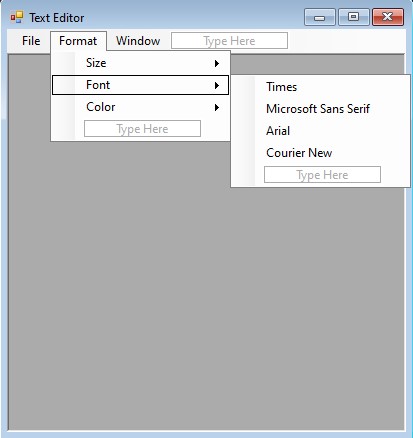 Text Editor
File Format Window Type Here
Size
Font
Color
Type Here
Times
Microsoft Sans Serif
Arial
Courier New
Type Here